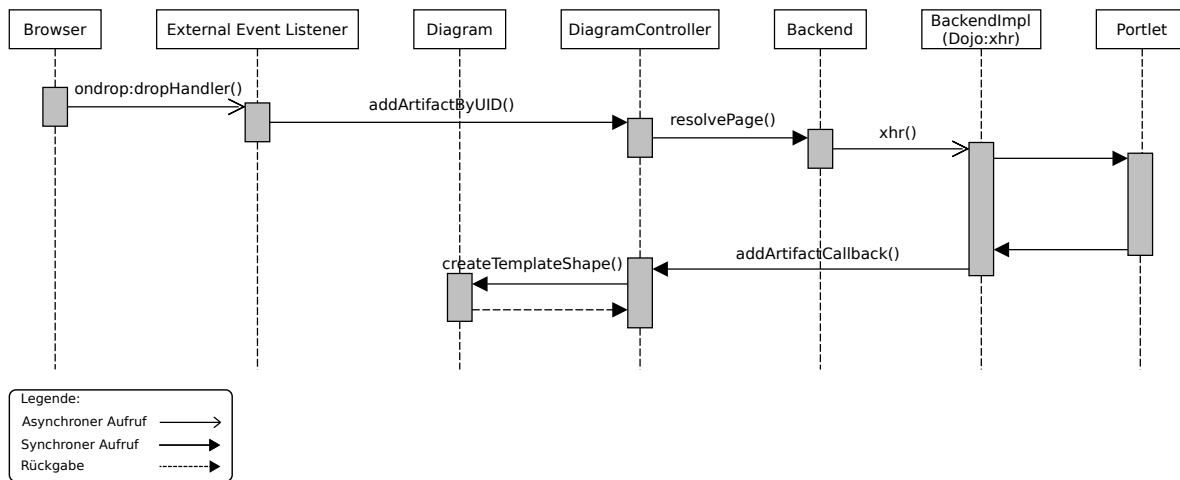 Browser
External Event Listener
Diagram
DiagramController
Backend
BackendImpl
(Dojo:xhr)
Portlet
ondrop:dropHandler()
addArtifactByUID()
resolvePage()
xhr()
addArtifactCallback()
createTemplateShape()
Legende:
Asynchroner Aufruf
Synchroner Aufruf
Rückgabe